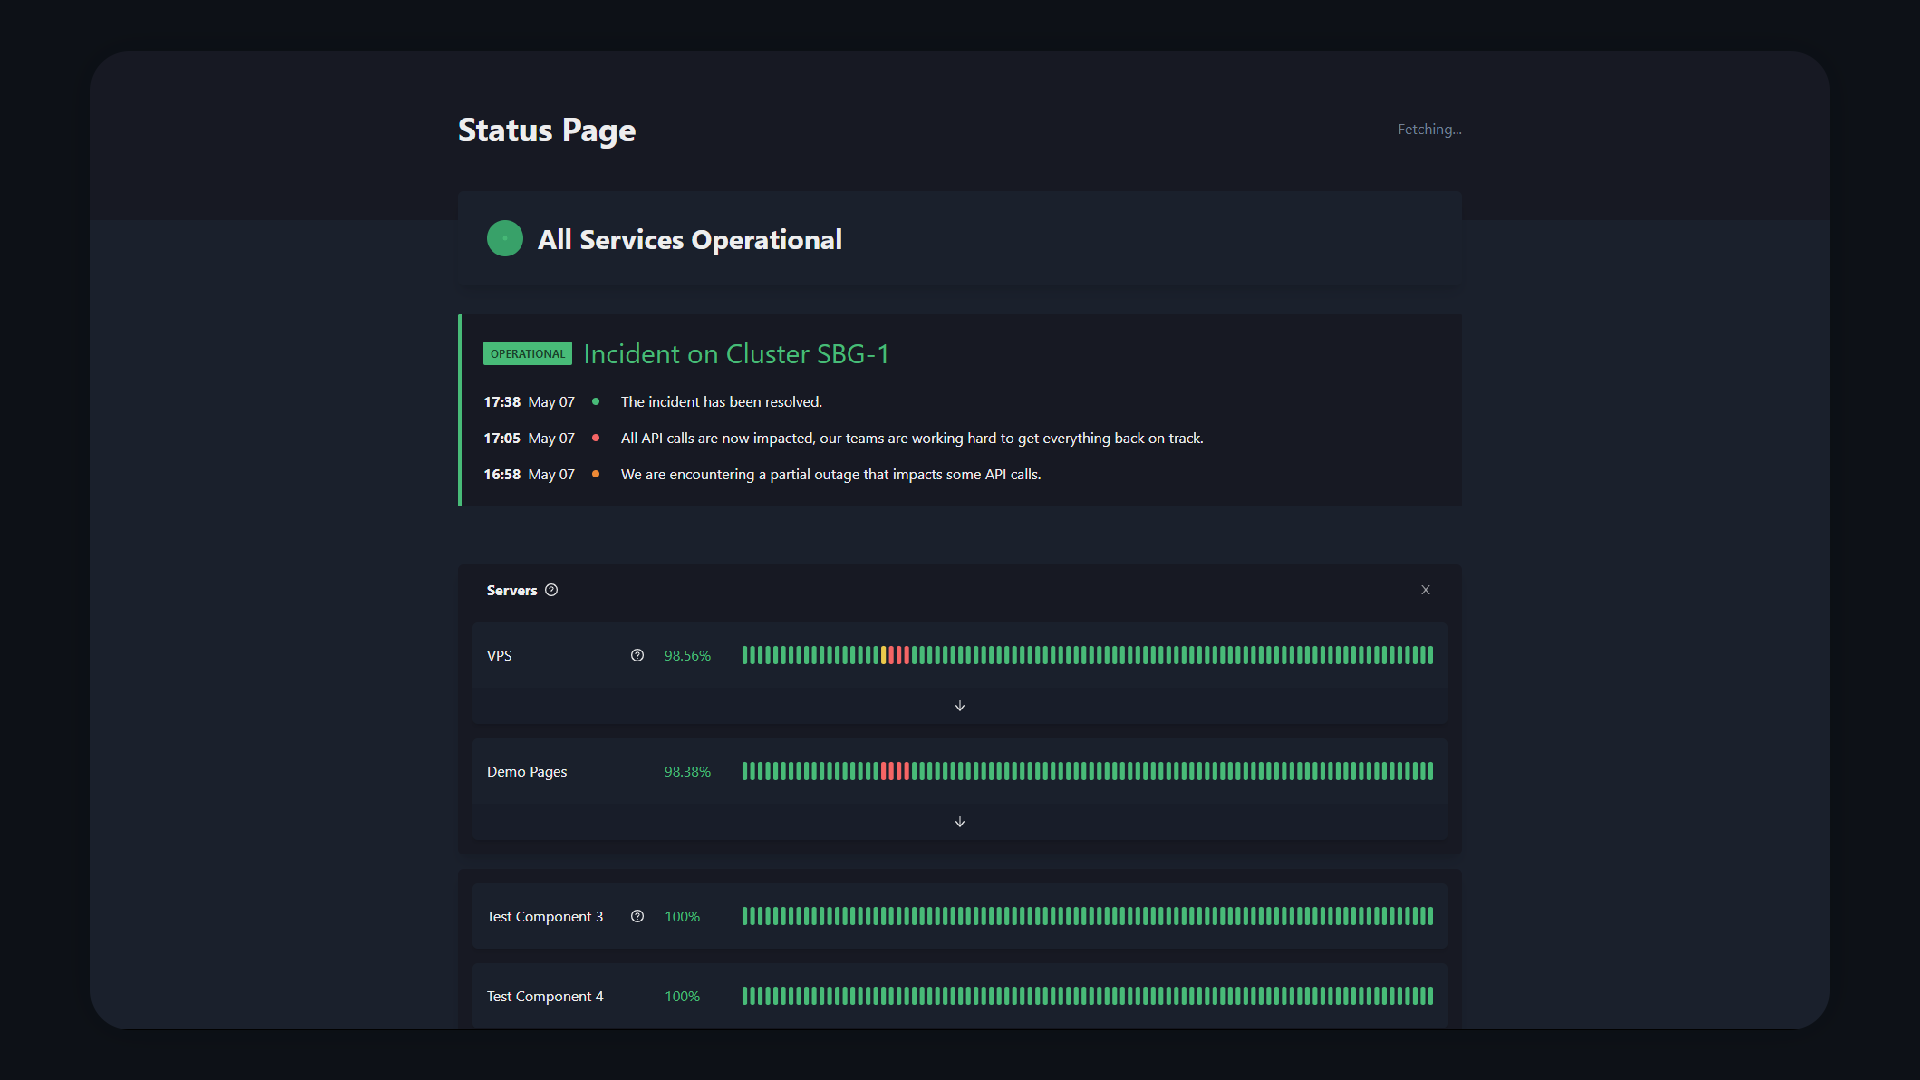 Status Page
Fetching...
All Services Operational
OPERATIONAL Incident on Cluster SBG-1
17:38 May 07 The incident has been resolved.
17:05 May 07 All API calls are now impacted, our teams are working hard to get everything back on track.
16:58 May 07 We are encountering a partial outage that impacts some API calls.
Servers
VPS 98.56%
Demo Pages 98.38%
Test Component 3 100%
Test Component 4 100%